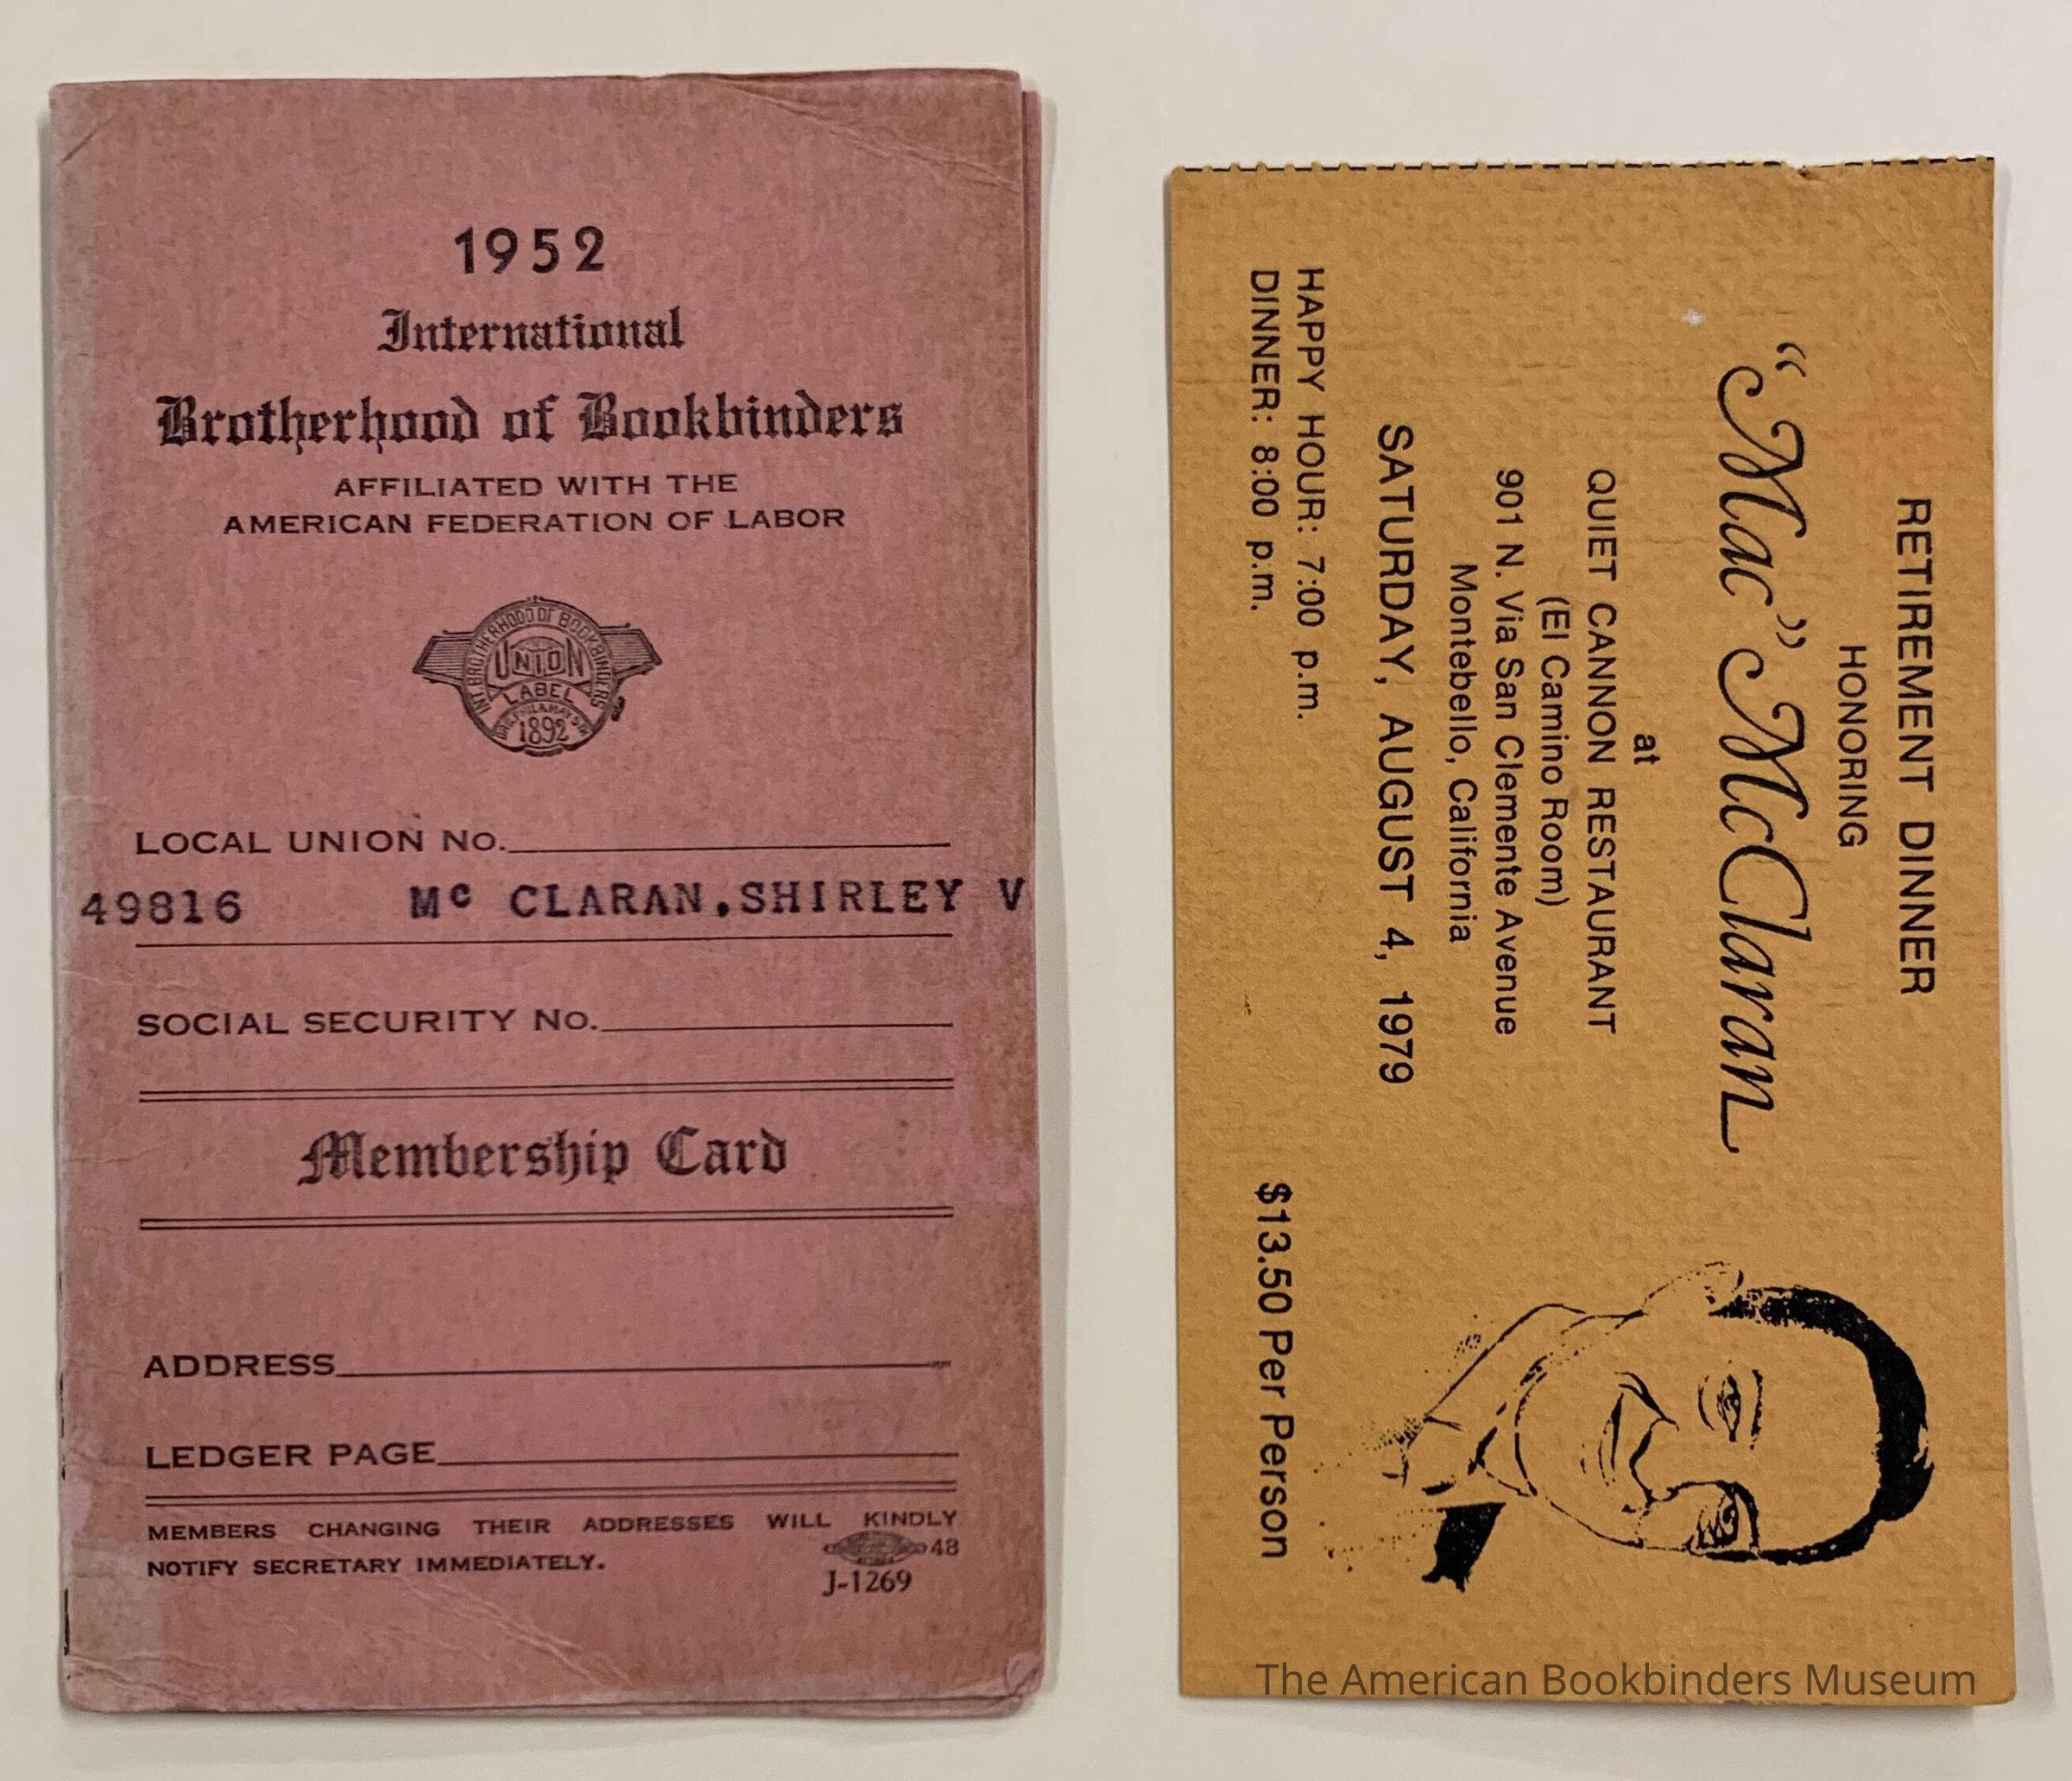 1952
International
Brotherhood of Bookbinders
AFFILIATED WITH THE
AMERICAN FEDERATION OF LABOR
INT. BROTHERHOOD OF BOOKBINDERS
UNION
LABEL
1892
LOCAL UNION No.
49816 Mc CLARAN,SHIRLEY V
SOCIAL SECURITY No.
Membership Card
ADDRESS
LEDGER PAGE
MEMBERS CHANGING THEIR ADDRESSES WILL KINDLY
NOTIFY SECRETARY IMMEDIATELY.
48
J-1269
RETIREMENT DINNER
HONORING
"Mac" McClaran
at
QUIET CANNON RESTAURANT
(El Camino Room)
901 N. Via San Clemente Avenue
Montebello, California
SATURDAY, AUGUST 4, 1979
HAPPY HOUR: 7:00 p.m.
DINNER: 8:00 p.m.
$13.50 Per Person
The American Bookbinders Museum